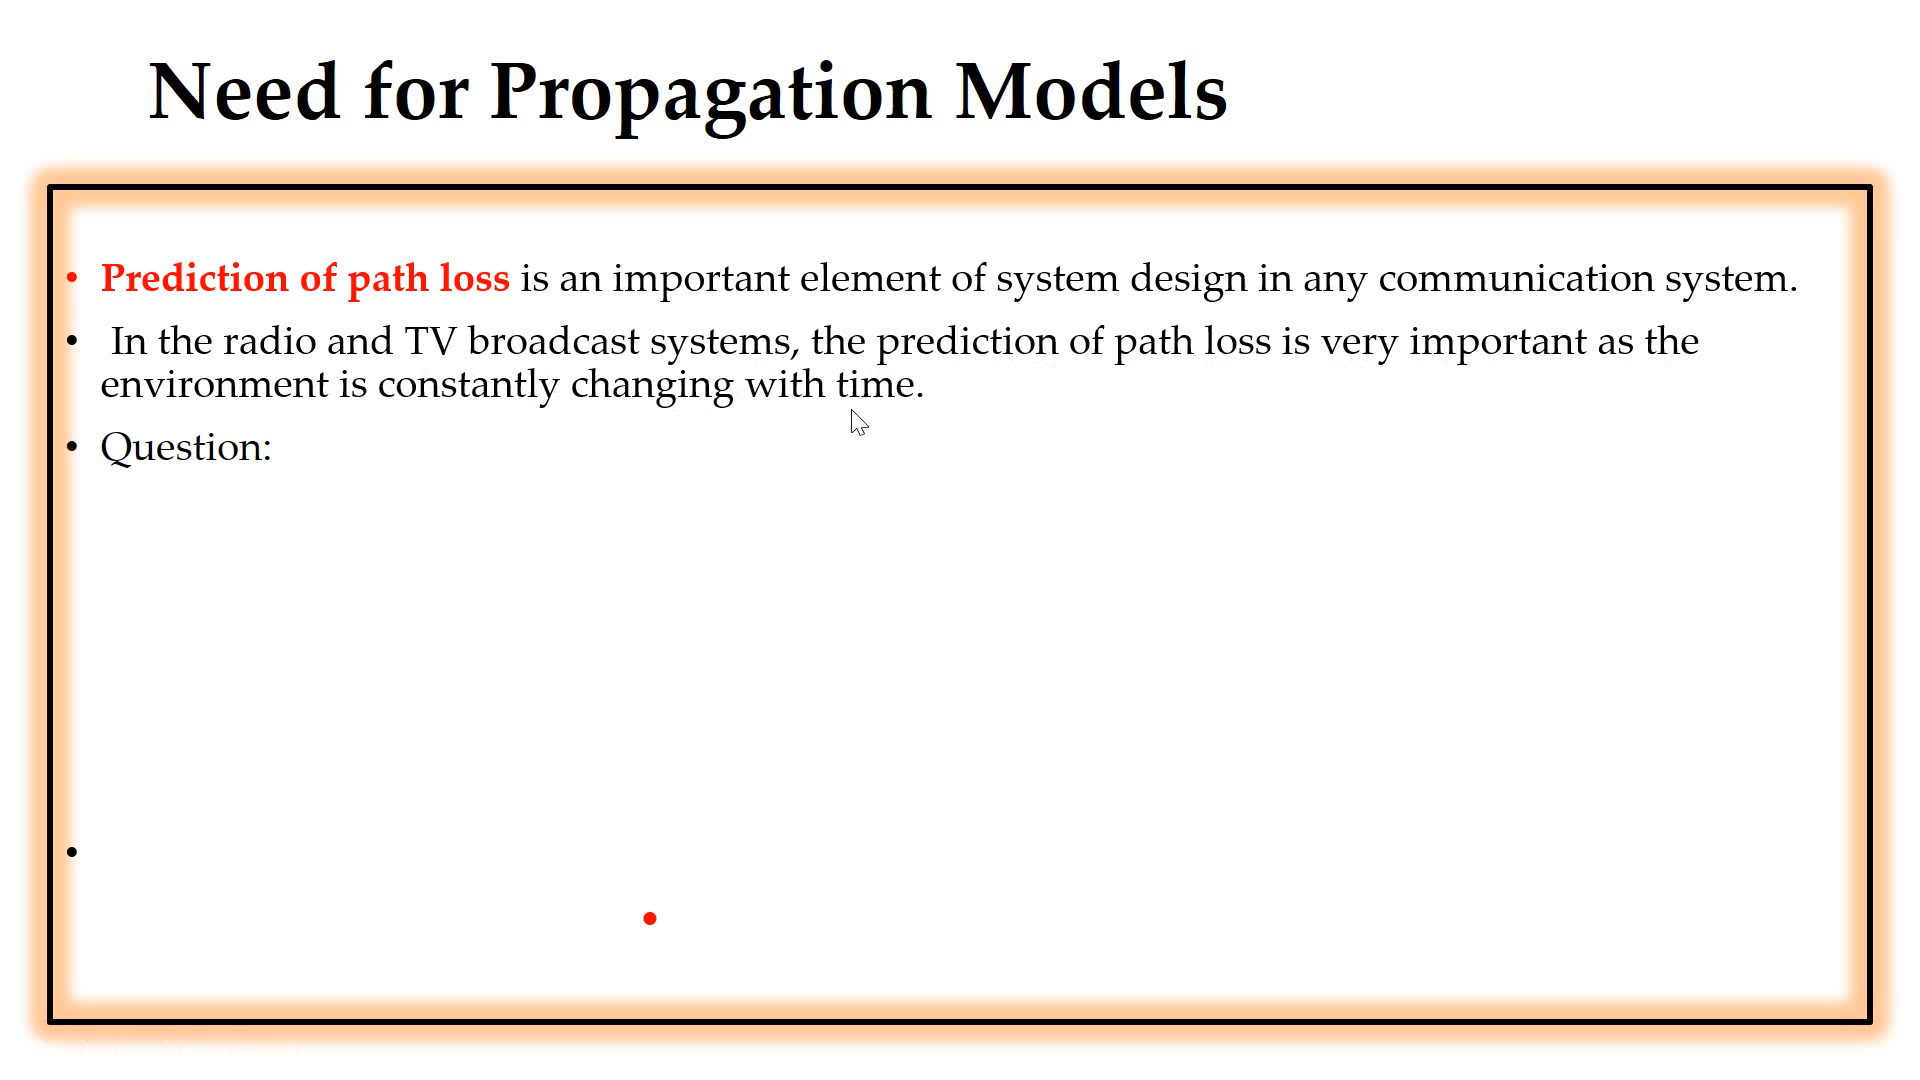 Need for Propagation Models
• Prediction of path loss is an important element of system design in any communication system.
• In the radio and TV broadcast systems, the prediction of path loss is very important as the
environment is constantly changing with time.
• Question:
•
•